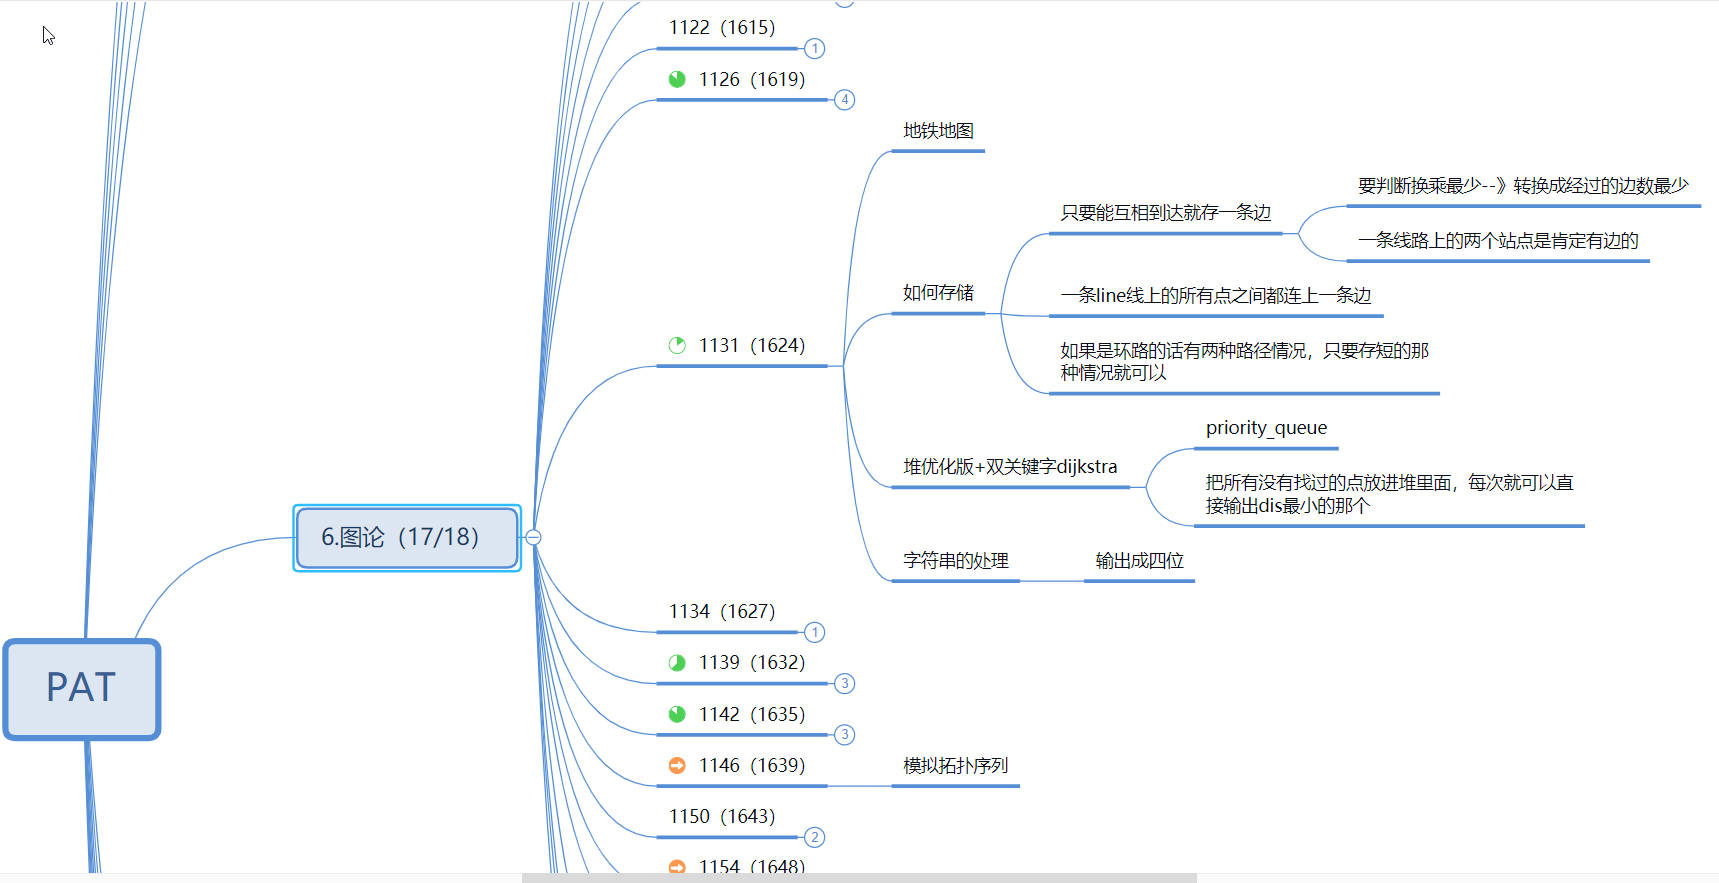 1122（1615）
1
1126（1619）
4
地铁地图
要判断换乘最少--》转换成经过的边数最少
只要能互相到达就存一条边
一条线路上的两个站点是肯定有边的
如何存储
一条line线上的所有点之间都连上一条边
1131（1624）
如果是环路的话有两种路径情况，只要存短的那
种情况就可以
priority_queue
堆优化版+双关键字dijkstra
把所有没有找过的点放进堆里面，每次就可以直
接输出dis最小的那个
6.图论（17/18）
字符串的处理
输出成四位
1134（1627）
1
1139（1632）
3
PAT
1142（1635）
3
1146（1639）
模拟拓扑序列
1150（1643）
2
1154（1648）